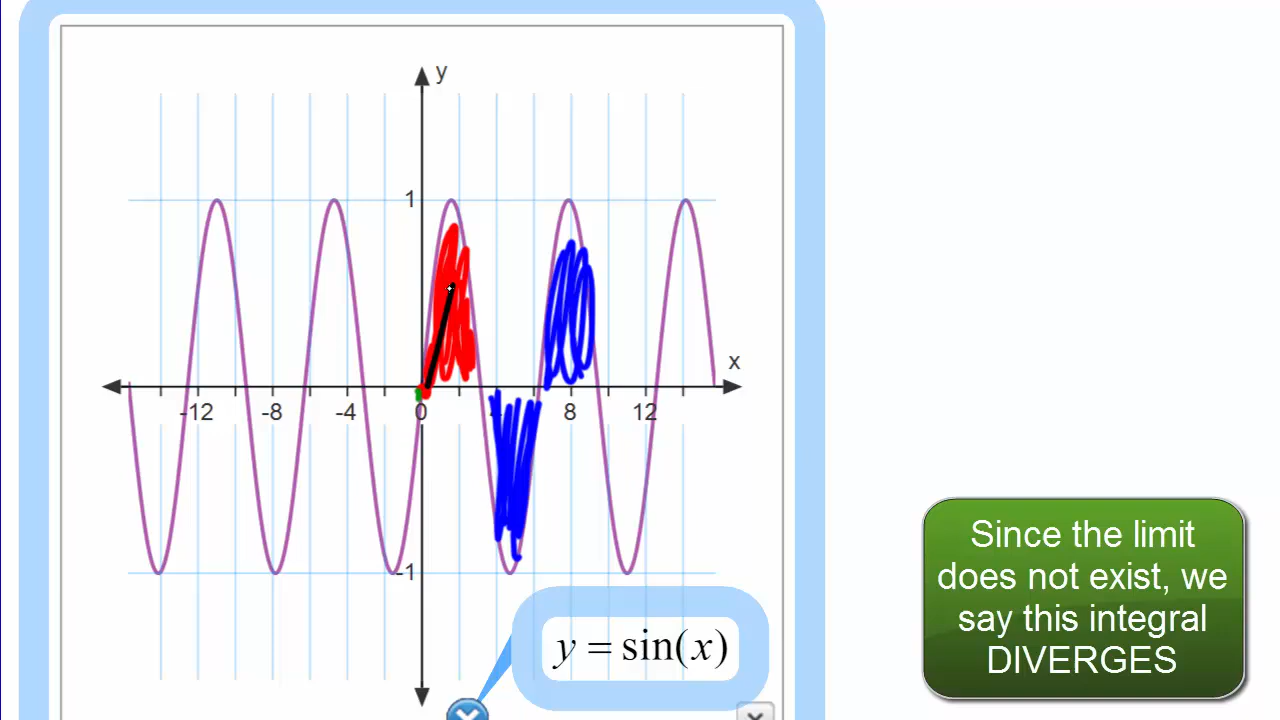 y
1
x
-12 -8 -4 0 4 8 12
-1
Since the limit
does not exist, we
say this integral
DIVERGES
y = sin(x)